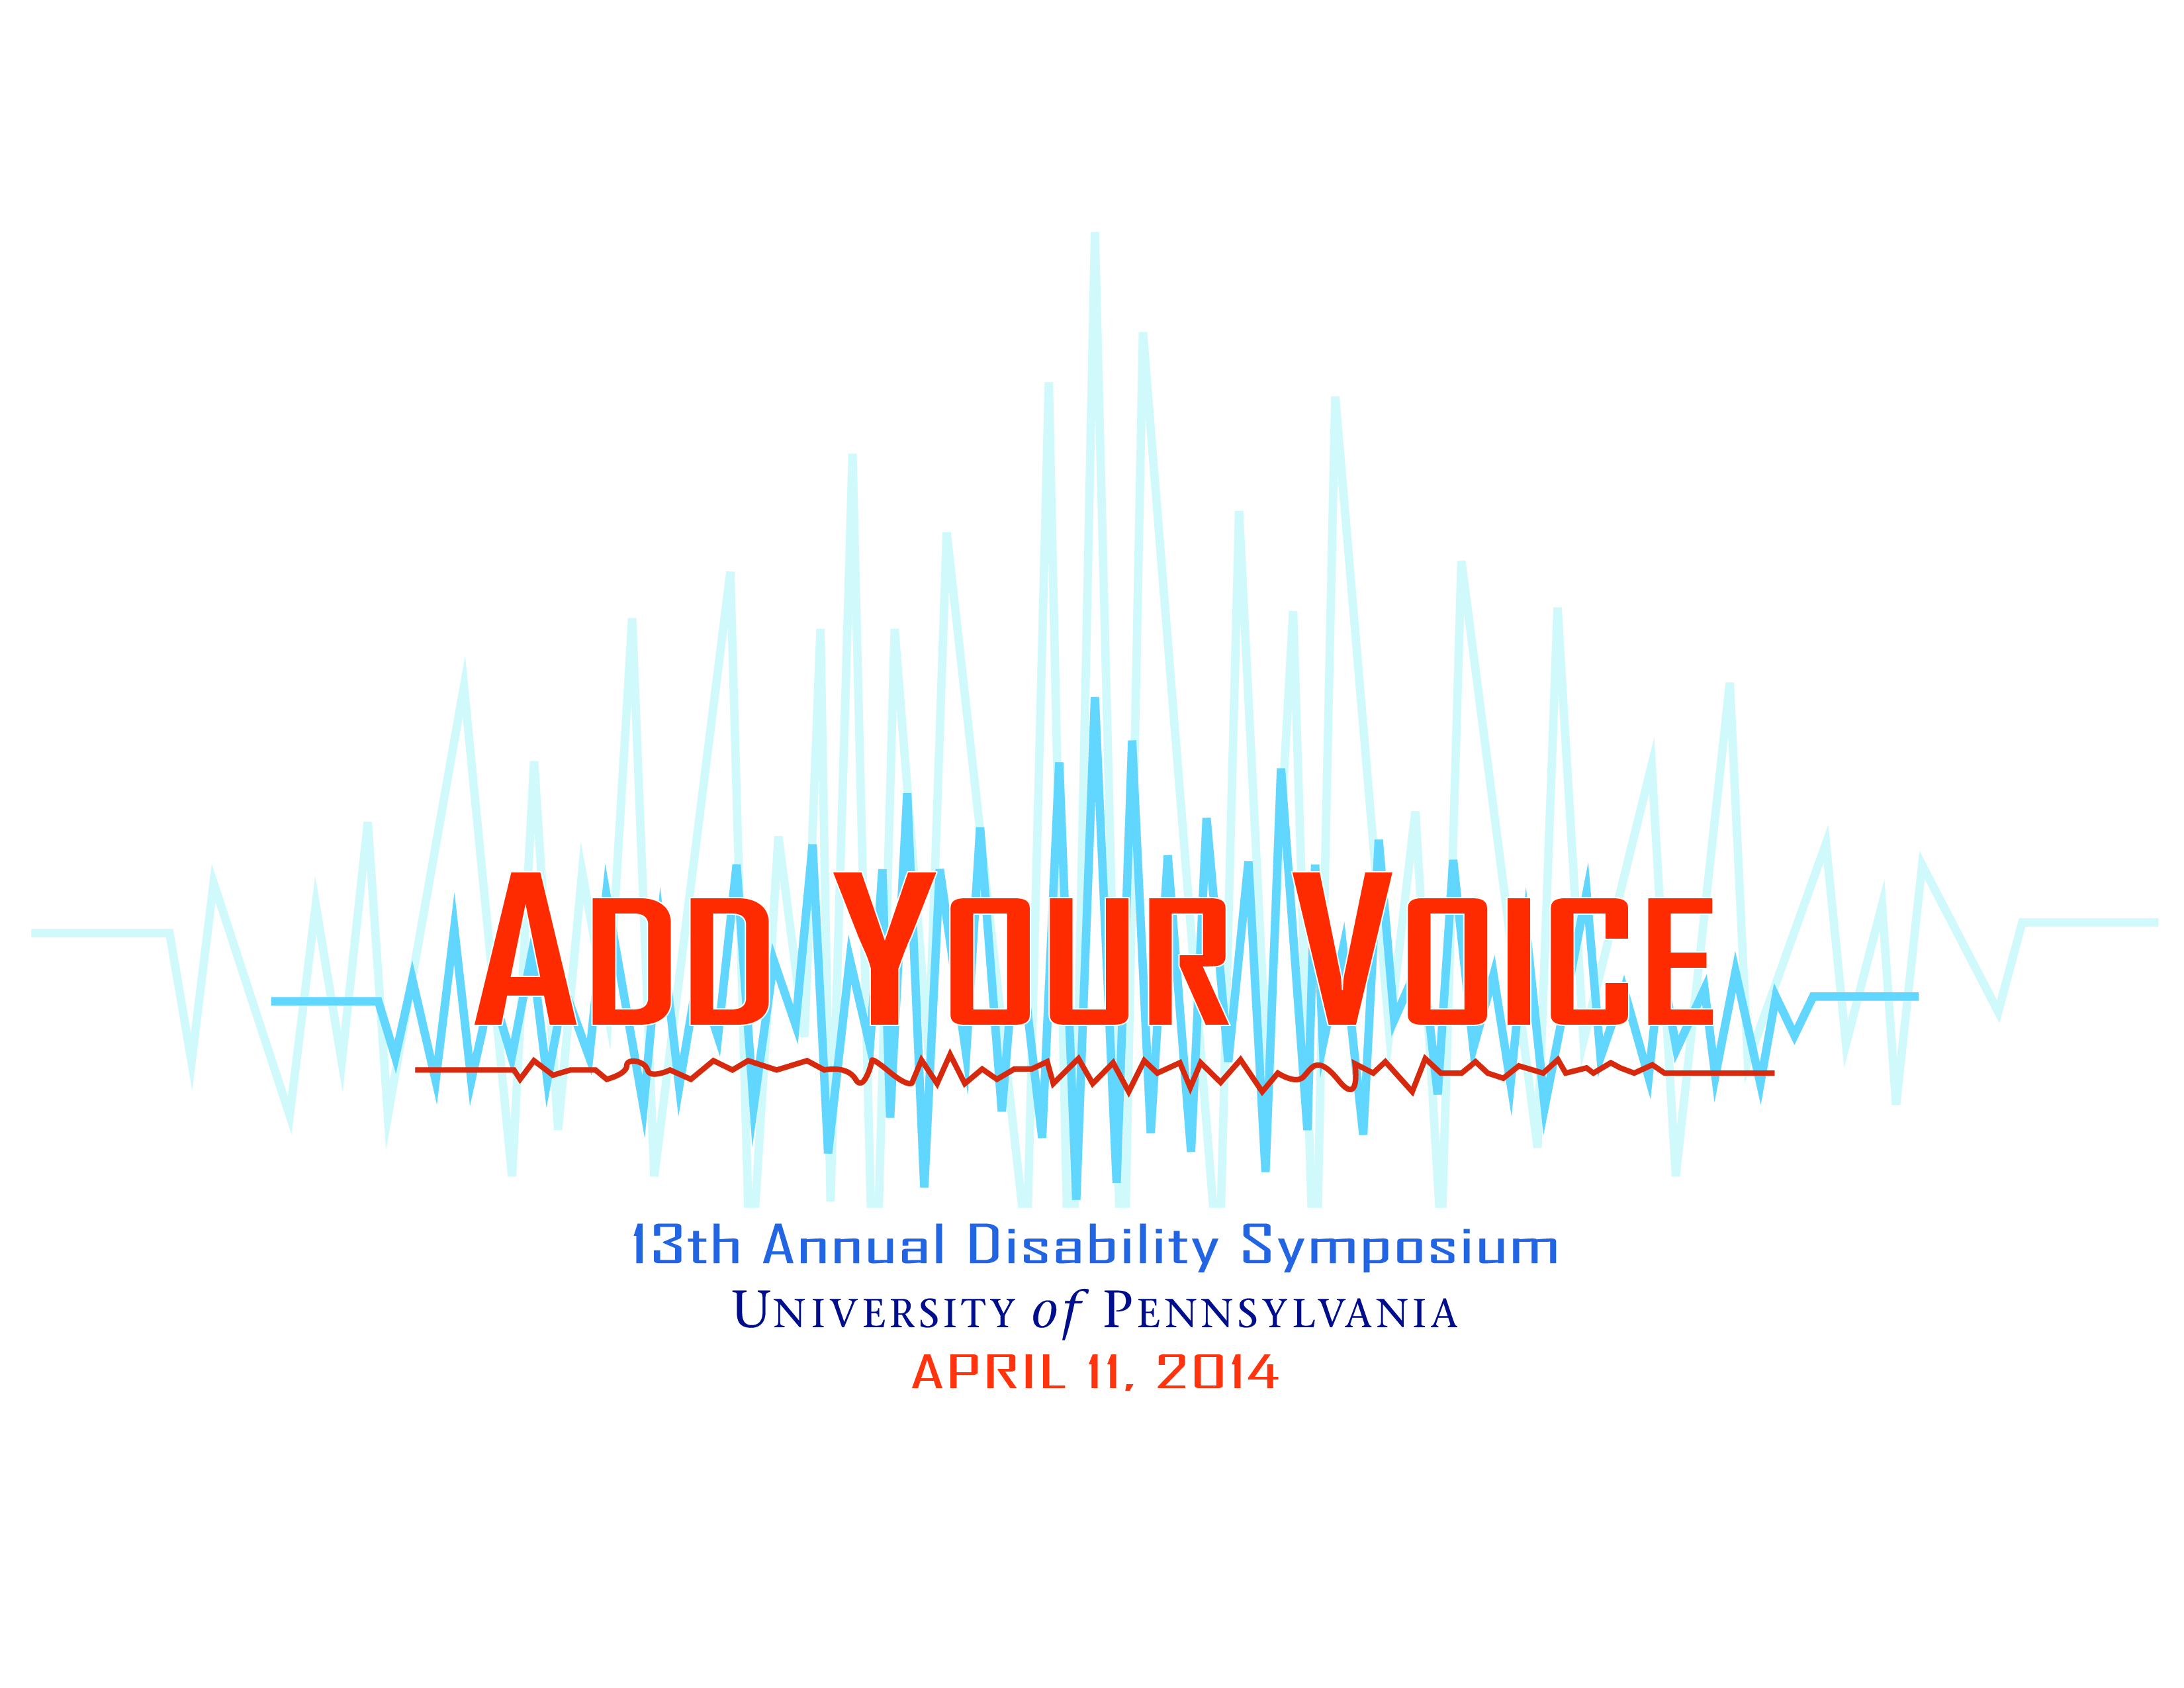 Add Your Voice
13th Annual Disability Symposium
University of Pennsylvania
APRIL 11, 2014